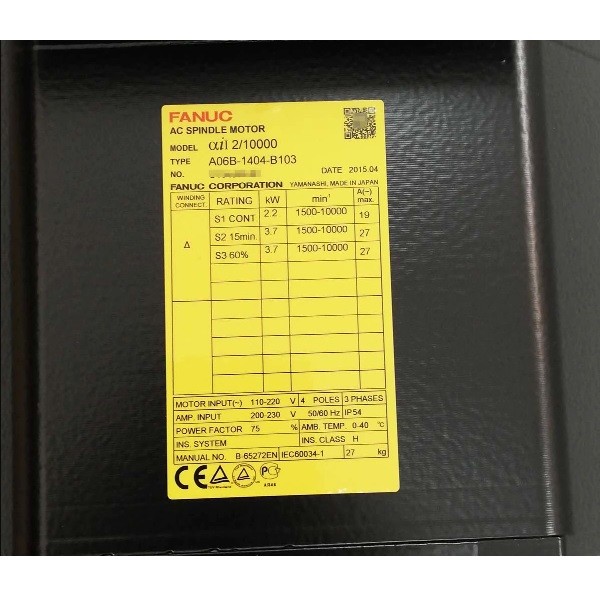 FANUC
AC SPINDLE MOTOR
MODEL αiI 2/10000
TYPE A06B-1404-B103
NO. DATE 2015.04
FANUC CORPORATION YAMANASHI, MADE IN JAPAN
WINDING CONNECT. RATING kW min⁻¹ A(~) max.
Δ S1 CONT 2.2 1500-10000 19
S2 15min. 3.7 1500-10000 27
S3 60% 3.7 1500-10000 27
MOTOR INPUT(~) 110-220 V 4 POLES 3 PHASES
AMP. INPUT 200-230 V 50/60 Hz IP54
POWER FACTOR 75 % AMB. TEMP. 0-40 ℃
INS. SYSTEM INS. CLASS H
MANUAL NO. B-65272EN IEC60034-1 27 kg
CE